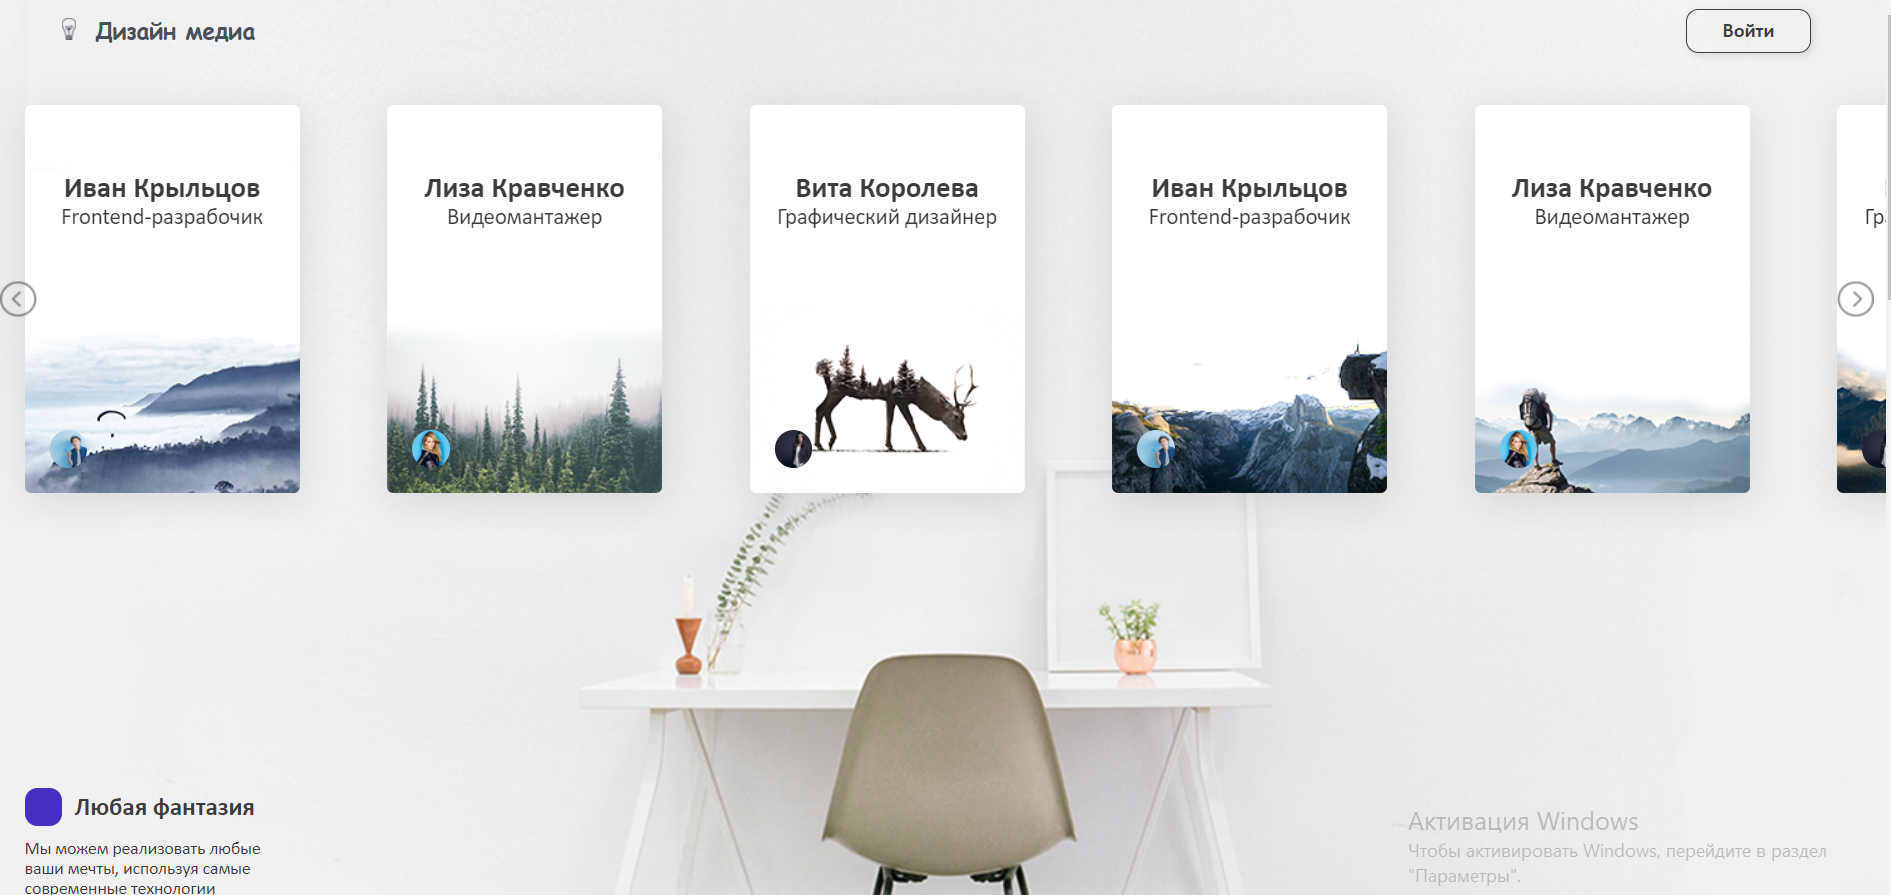 Дизайн медиа
Войти
Иван Крыльцов
Frontend-разрабочик
Лиза Кравченко
Видеомантажер
Вита Королева
Графический дизайнер
Иван Крыльцов
Frontend-разрабочик
Лиза Кравченко
Видеомантажер
Любая фантазия
Мы можем реализовать любые
ваши мечты, используя самые
современные технологии
Активация Windows
Чтобы активировать Windows, перейдите в раздел
"Параметры".